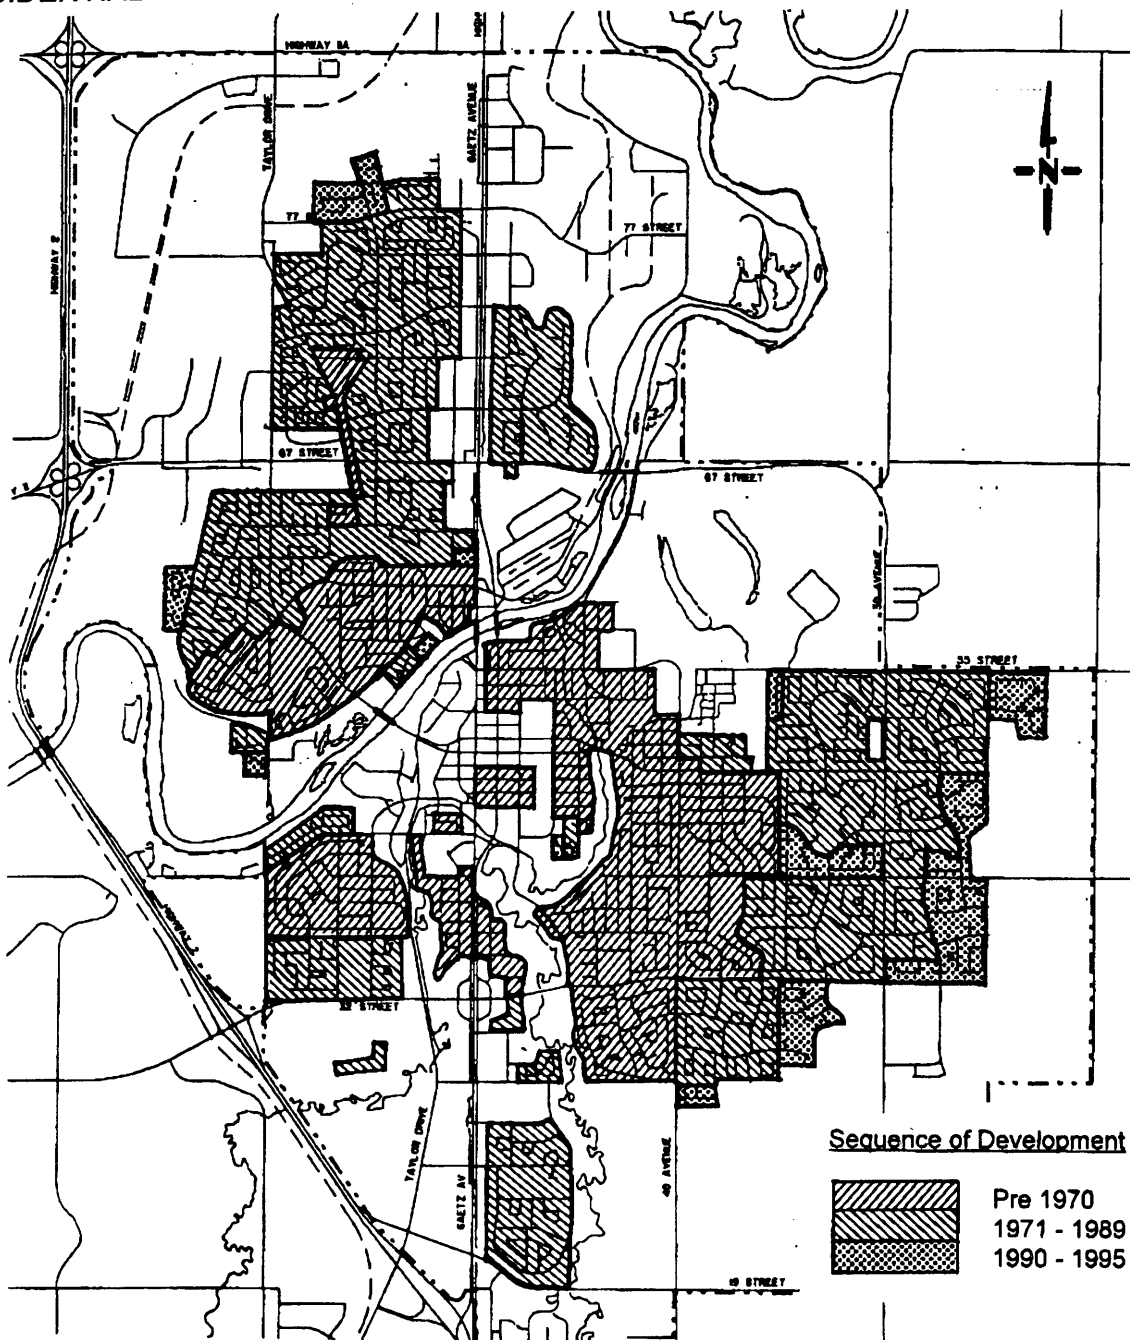 HIGHWAY 11A
TAYLOR DRIVE
GAETZ AVENUE
N
77
77 STREET
HIGHWAY 2
67 STREET
67 STREET
30 AVENUE
55 STREET
HIGHWAY 2
32 STREET
TAYLOR DRIVE
GAETZ AV
40 AVENUE
19 STREET
Sequence of Development
Pre 1970
1971 - 1989
1990 - 1995